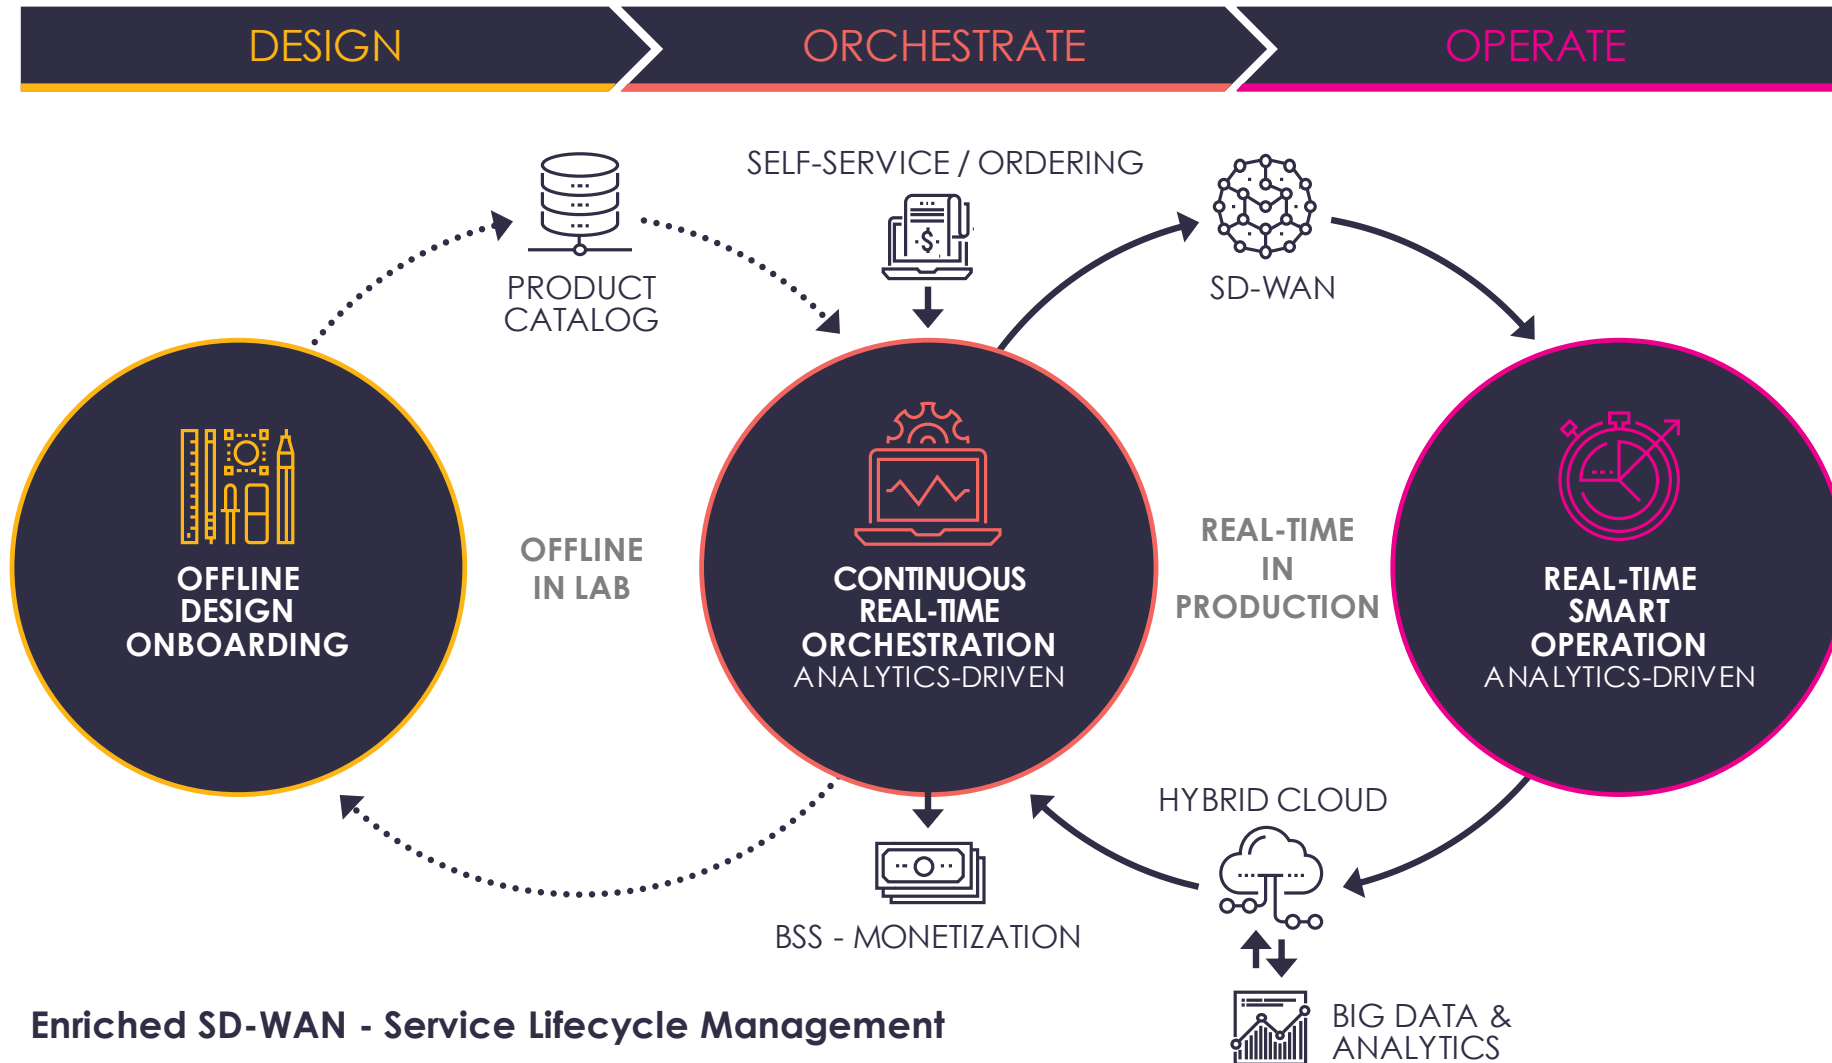 DESIGN
ORCHESTRATE
OPERATE
SELF-SERVICE / ORDERING
$
PRODUCT
CATALOG
SD-WAN
OFFLINE
DESIGN
ONBOARDING
OFFLINE
IN LAB
CONTINUOUS
REAL-TIME
ORCHESTRATION
ANALYTICS-DRIVEN
REAL-TIME
IN
PRODUCTION
REAL-TIME
SMART
OPERATION
ANALYTICS-DRIVEN
HYBRID CLOUD
BSS - MONETIZATION
BIG DATA &
ANALYTICS
Enriched SD-WAN - Service Lifecycle Management